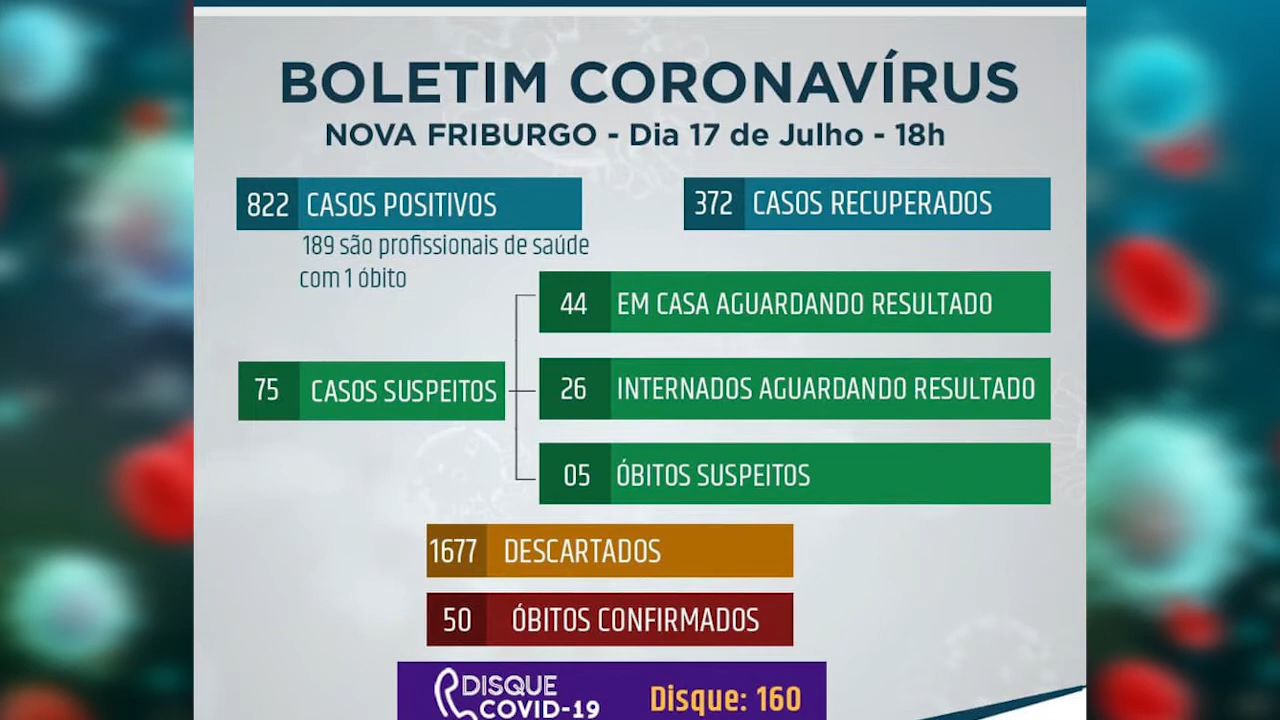 BOLETIM CORONAVÍRUS
NOVA FRIBURGO - Dia 17 de Julho - 18h
822 CASOS POSITIVOS
189 são profissionais de saúde
com 1 óbito
372 CASOS RECUPERADOS
75 CASOS SUSPEITOS
44 EM CASA AGUARDANDO RESULTADO
26 INTERNADOS AGUARDANDO RESULTADO
05 ÓBITOS SUSPEITOS
1677 DESCARTADOS
50 ÓBITOS CONFIRMADOS
DISQUE
COVID-19
Disque: 160